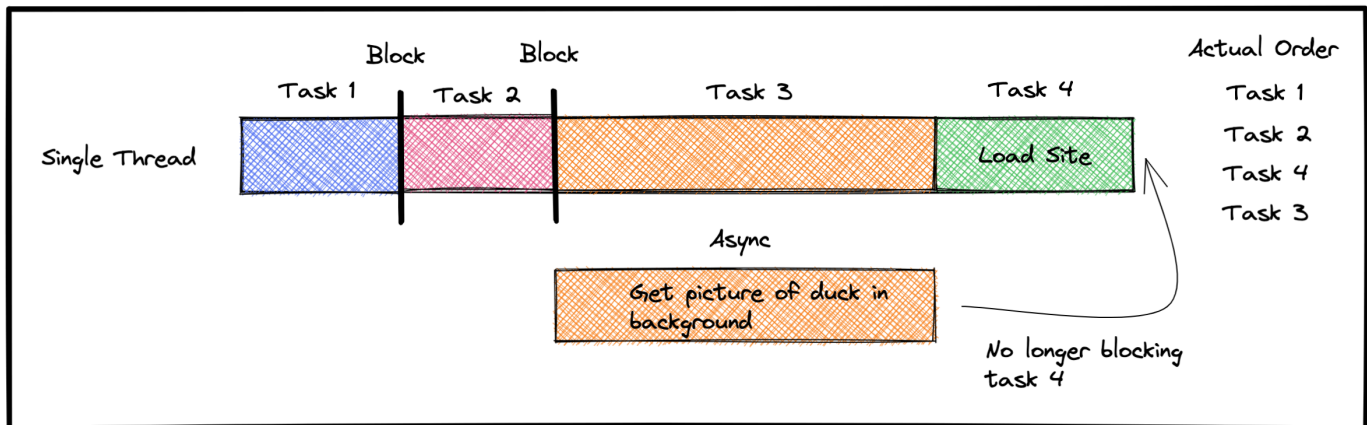 Actual Order
Block
Block
Task 1
Task 2
Task 3
Task 4
Task 1
Task 2
Task 4
Task 3
Single Thread
Load Site
Async
Get picture of duck in
background
No longer blocking
task 4